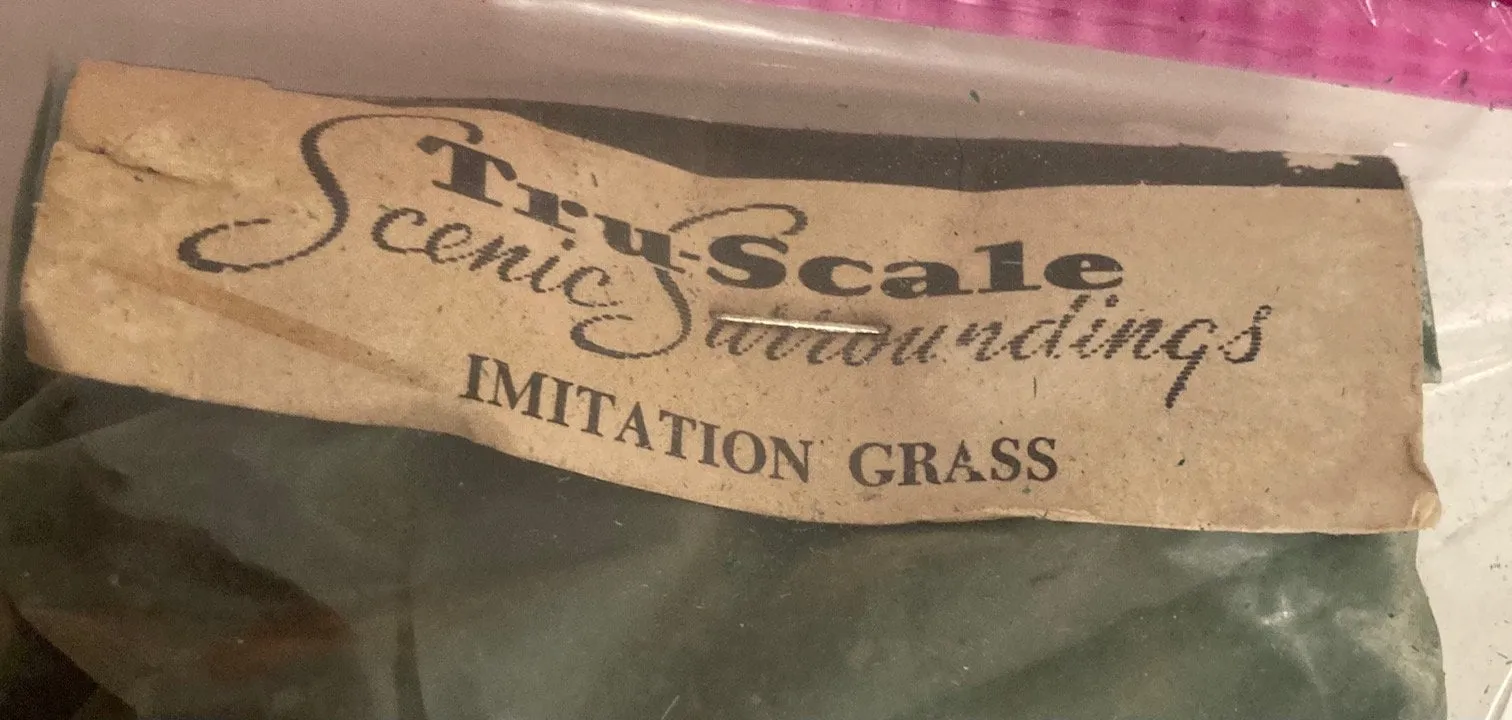 Tru-Scale
Scenic Surroundings
IMITATION GRASS